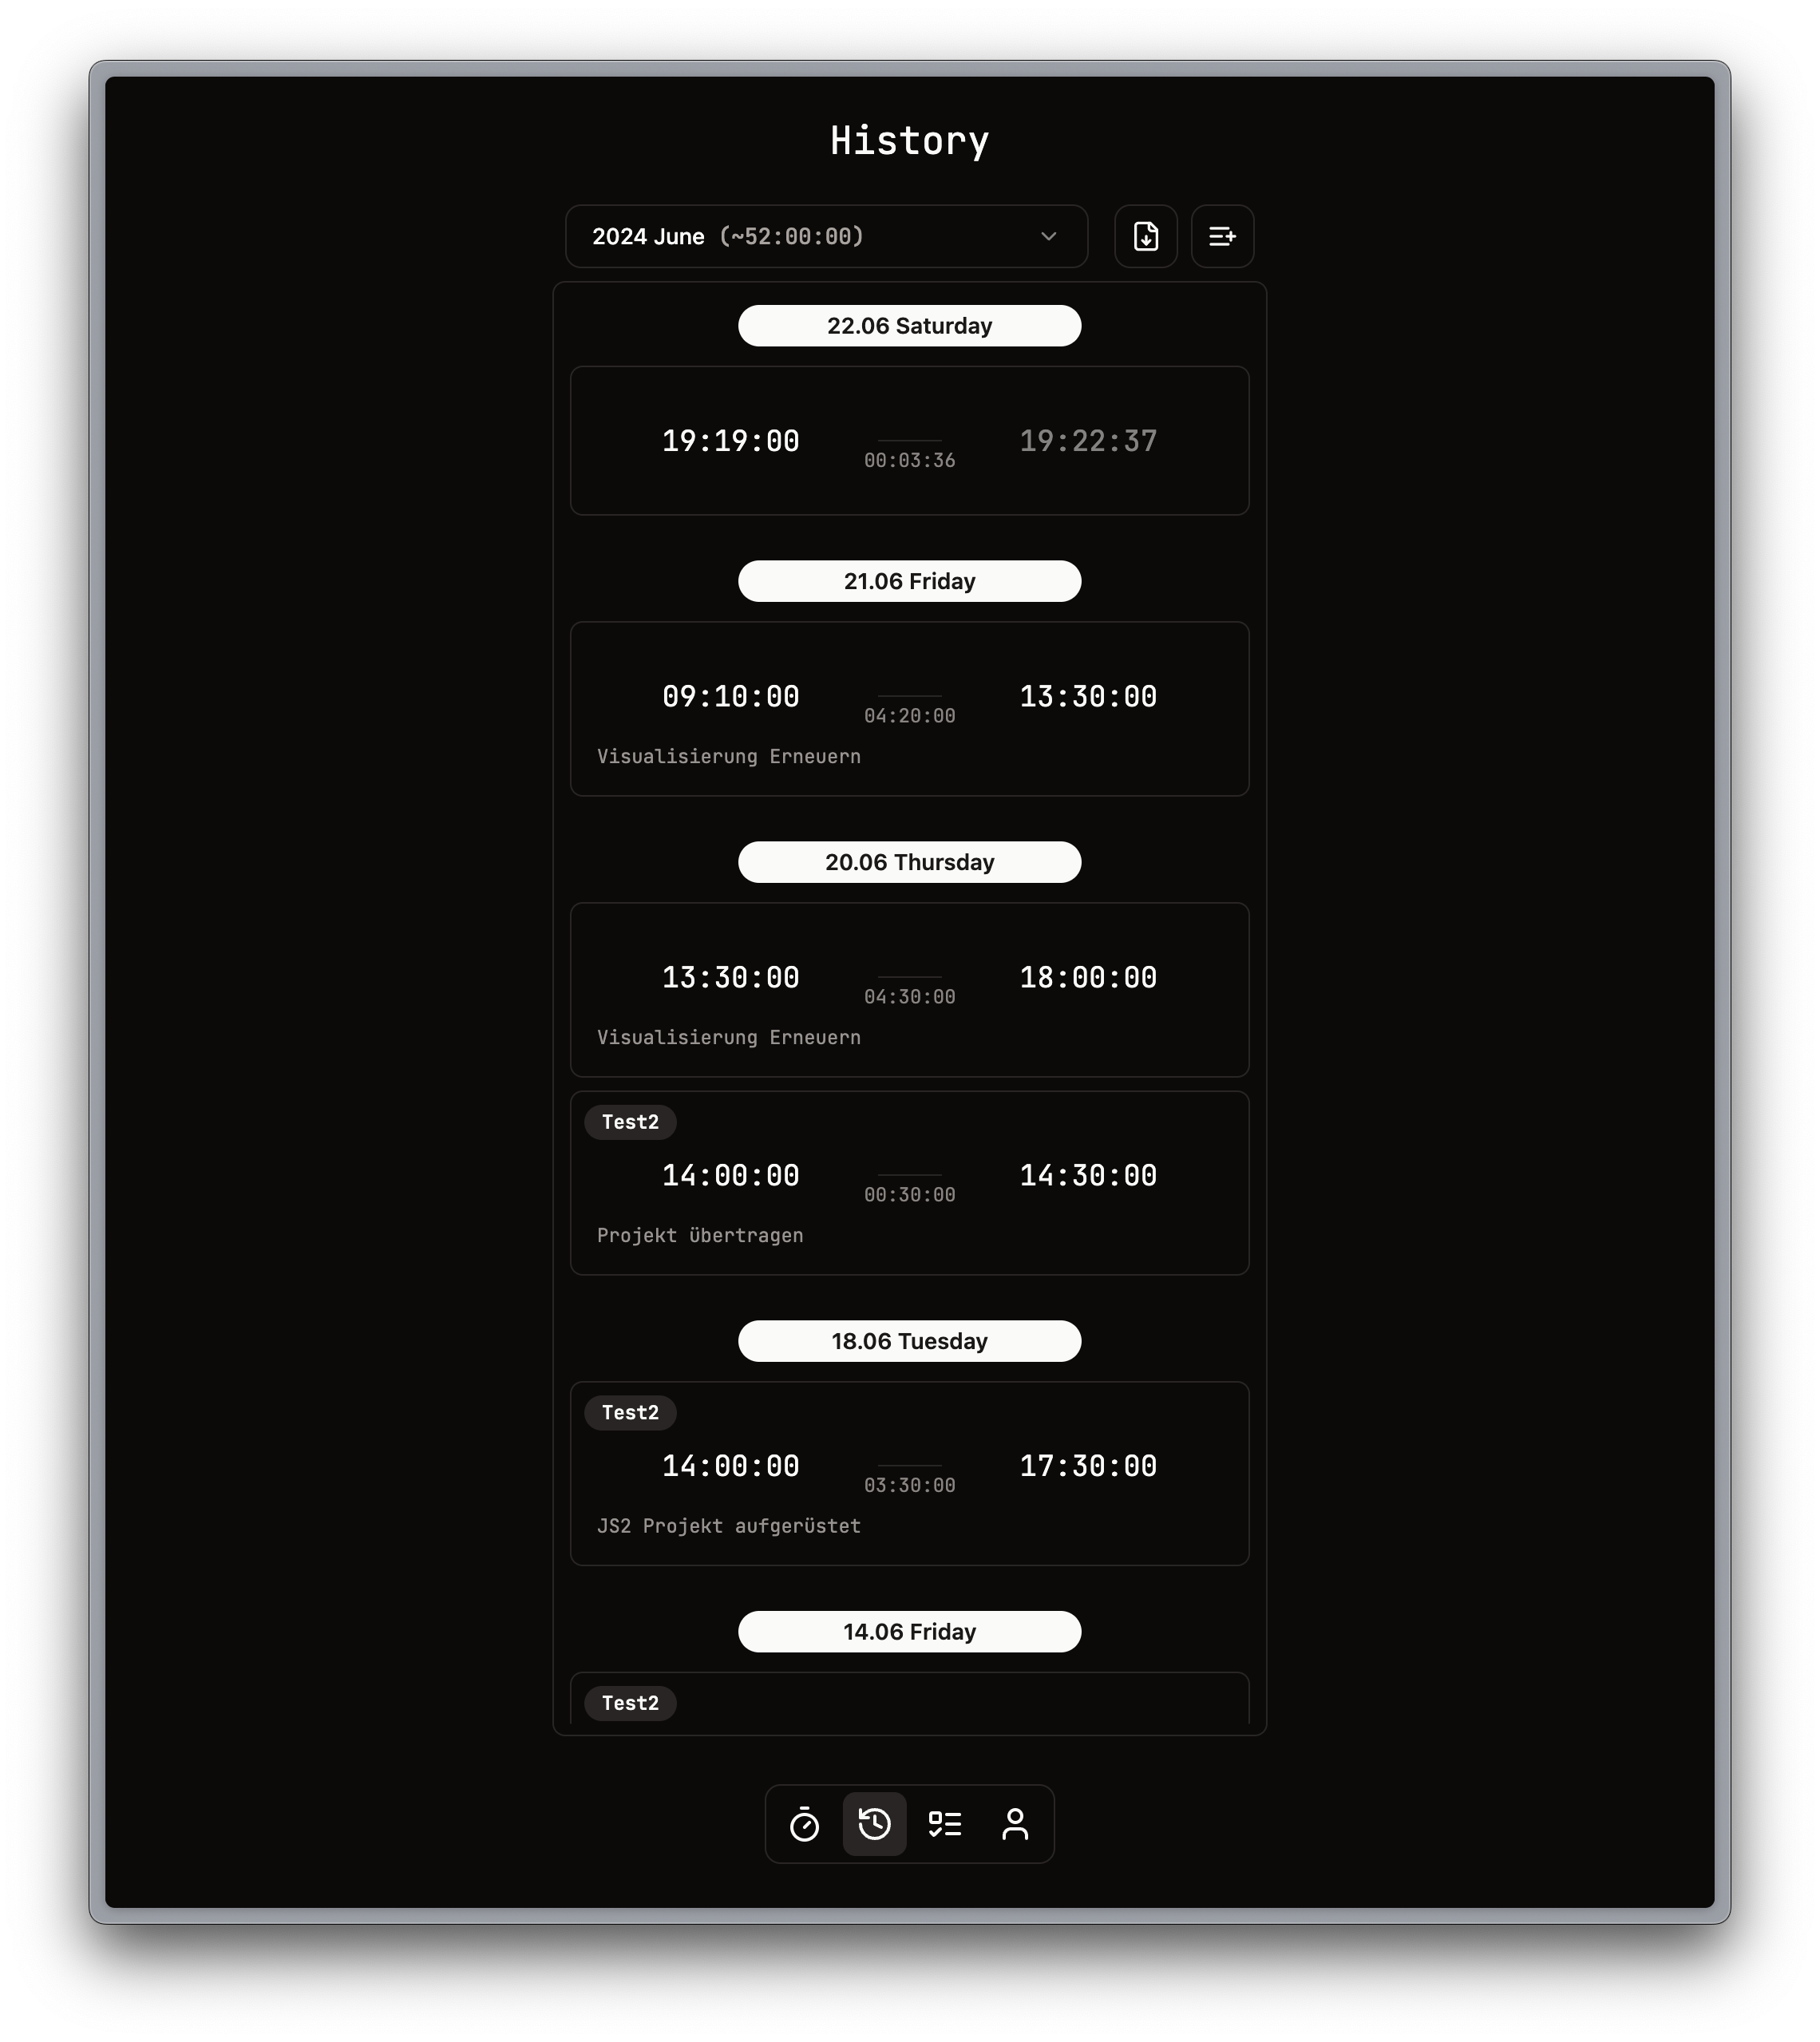 History
2024 June (~52:00:00)
22.06 Saturday
19:19:00 00:03:36 19:22:37
21.06 Friday
09:10:00 04:20:00 13:30:00
Visualisierung Erneuern
20.06 Thursday
13:30:00 04:30:00 18:00:00
Visualisierung Erneuern
Test2
14:00:00 00:30:00 14:30:00
Projekt übertragen
18.06 Tuesday
Test2
14:00:00 03:30:00 17:30:00
JS2 Projekt aufgerüstet
14.06 Friday
Test2